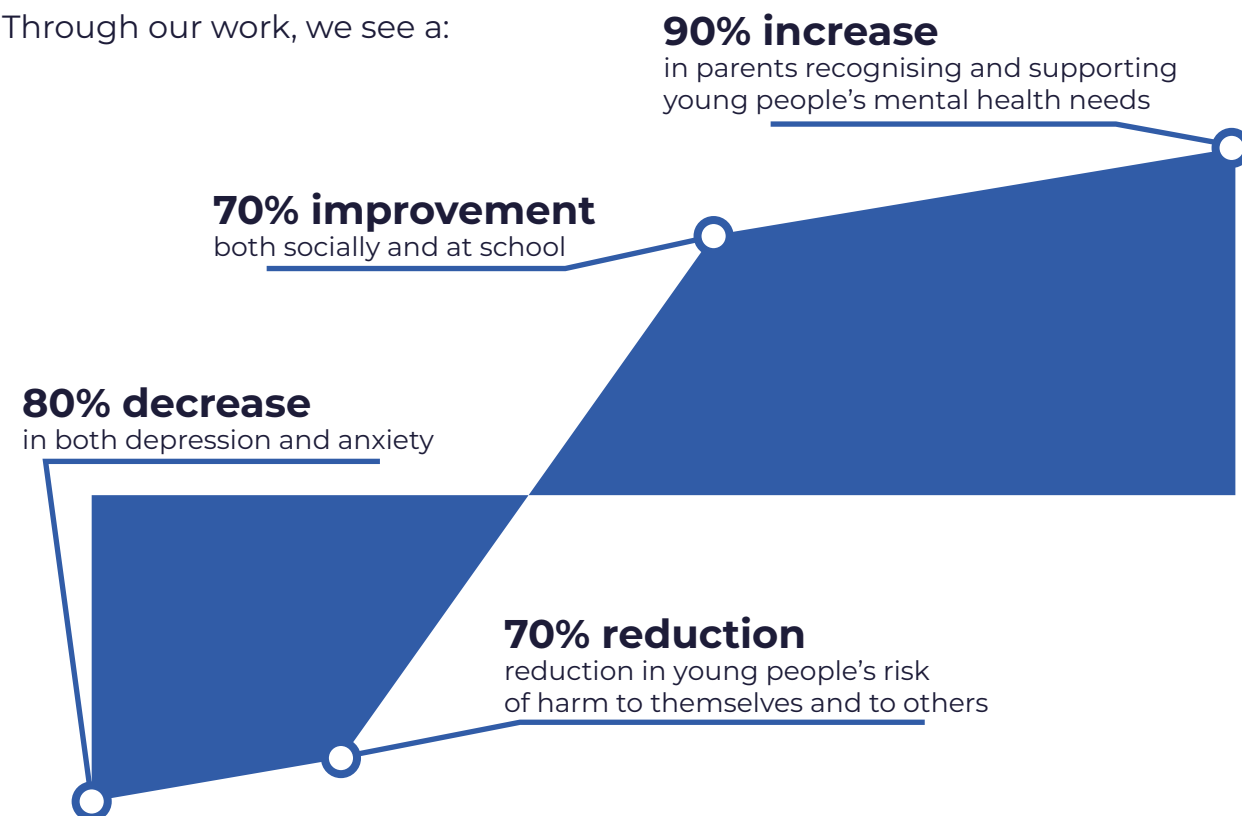 Through our work, we see a:
90% increase
in parents recognising and supporting
young people’s mental health needs
70% improvement
both socially and at school
80% decrease
in both depression and anxiety
70% reduction
reduction in young people’s risk
of harm to themselves and to others